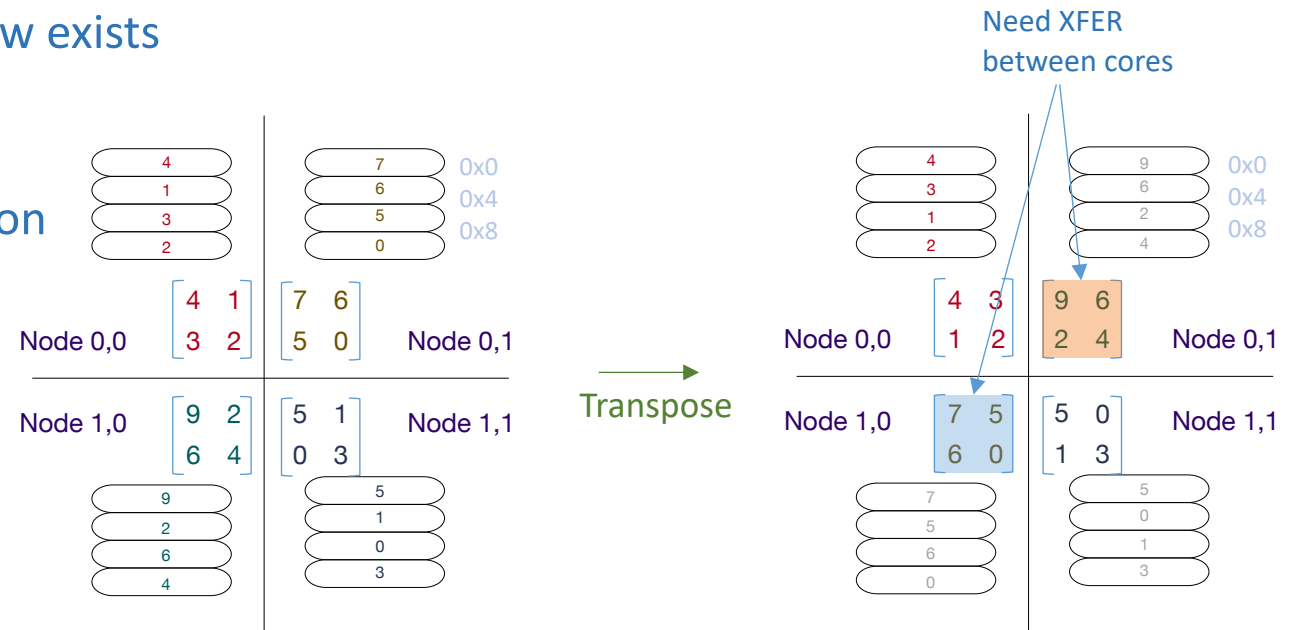 w exists
on
Need XFER
between cores
4
1
3
2
7
6
5
0
0x0
0x4
0x8
4 1
3 2
7 6
5 0
Node 0,0
Node 0,1
Node 1,0
Node 1,1
9 2
6 4
5 1
0 3
9
2
6
4
5
1
0
3
Transpose
4
3
1
2
9
6
2
4
0x0
0x4
0x8
4 3
1 2
9 6
2 4
Node 0,0
Node 0,1
Node 1,0
Node 1,1
7 5
6 0
5 0
1 3
7
5
6
0
5
0
1
3